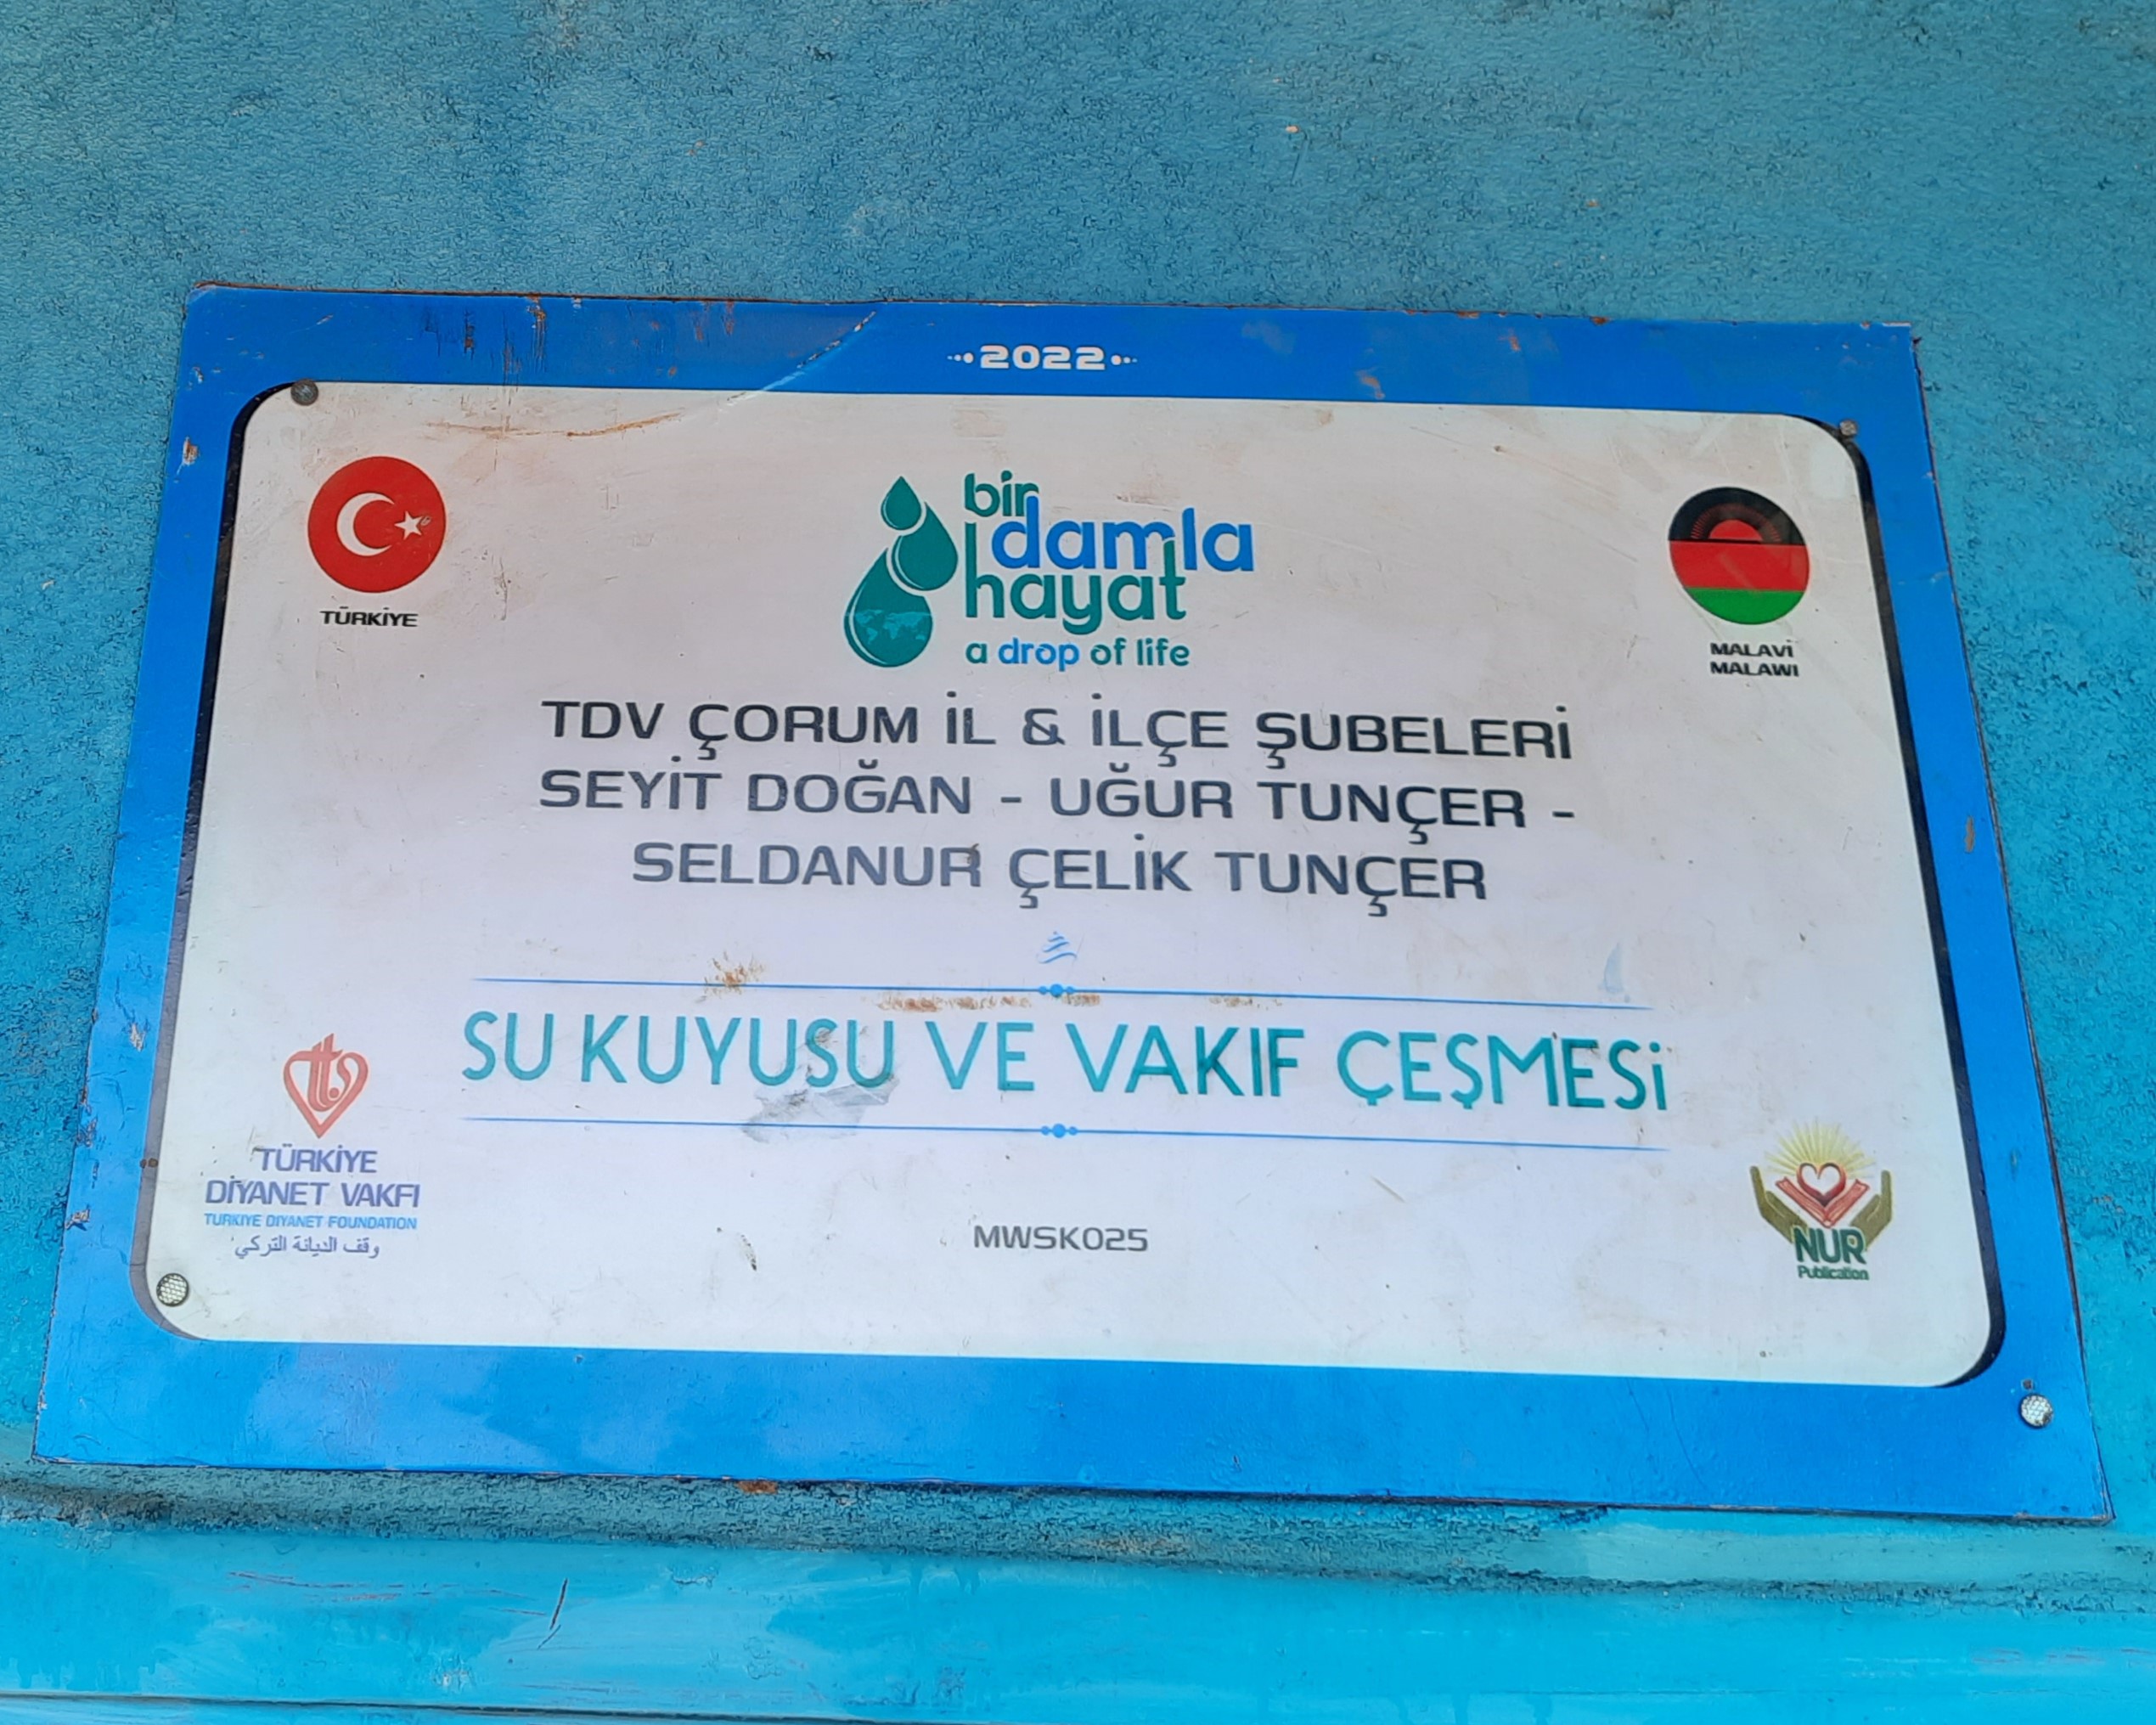 2022
TÜRKİYE
bir
damla
hayat
a drop of life
MALAVİ
MALAWI
TDV ÇORUM İL & İLÇE ŞUBELERİ
SEYİT DOĞAN - UĞUR TUNÇER -
SELDANUR ÇELİK TUNÇER
SU KUYUSU VE VAKIF ÇEŞMESİ
TÜRKİYE
DİYANET VAKFI
TURKIYE DIYANET FOUNDATION
وقف الديانة التركي
MWSK025
NUR
Publication